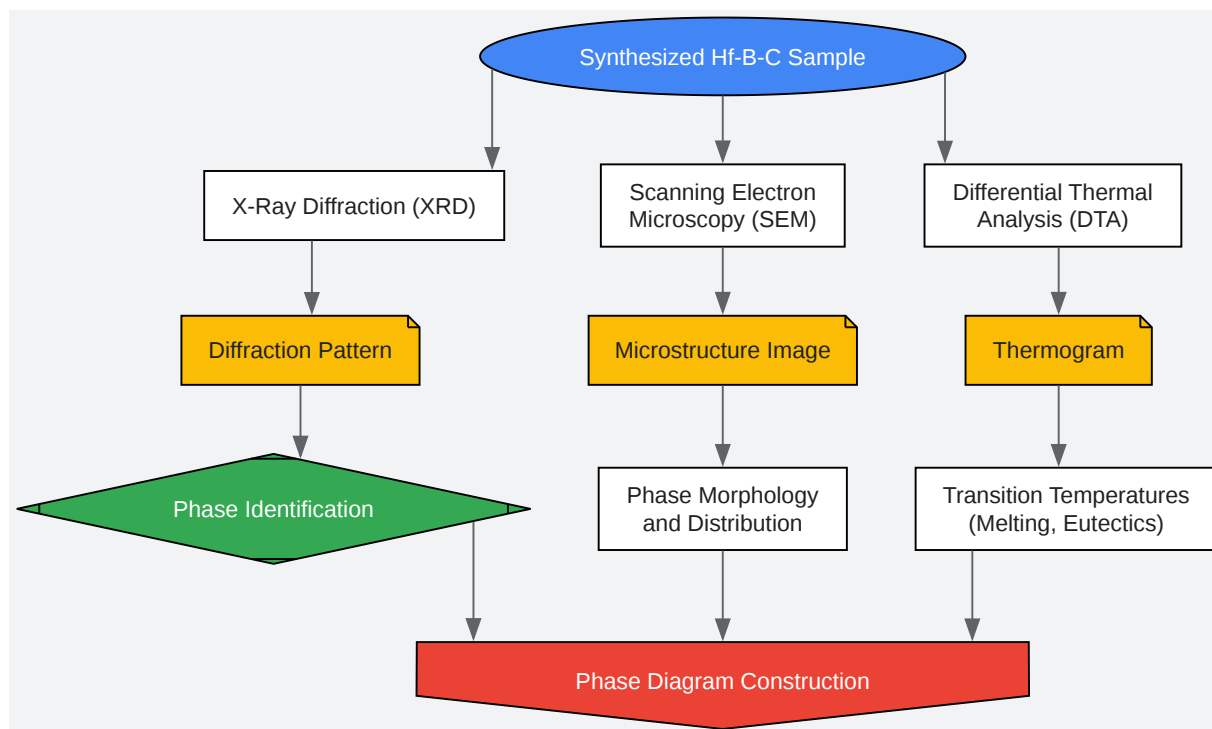 Synthesized Hf-B-C Sample
X-Ray Diffraction (XRD)
Scanning Electron
Microscopy (SEM)
Differential Thermal
Analysis (DTA)
Diffraction Pattern
Microstructure Image
Thermogram
Phase Identification
Phase Morphology
and Distribution
Transition Temperatures
(Melting, Eutectics)
Phase Diagram Construction